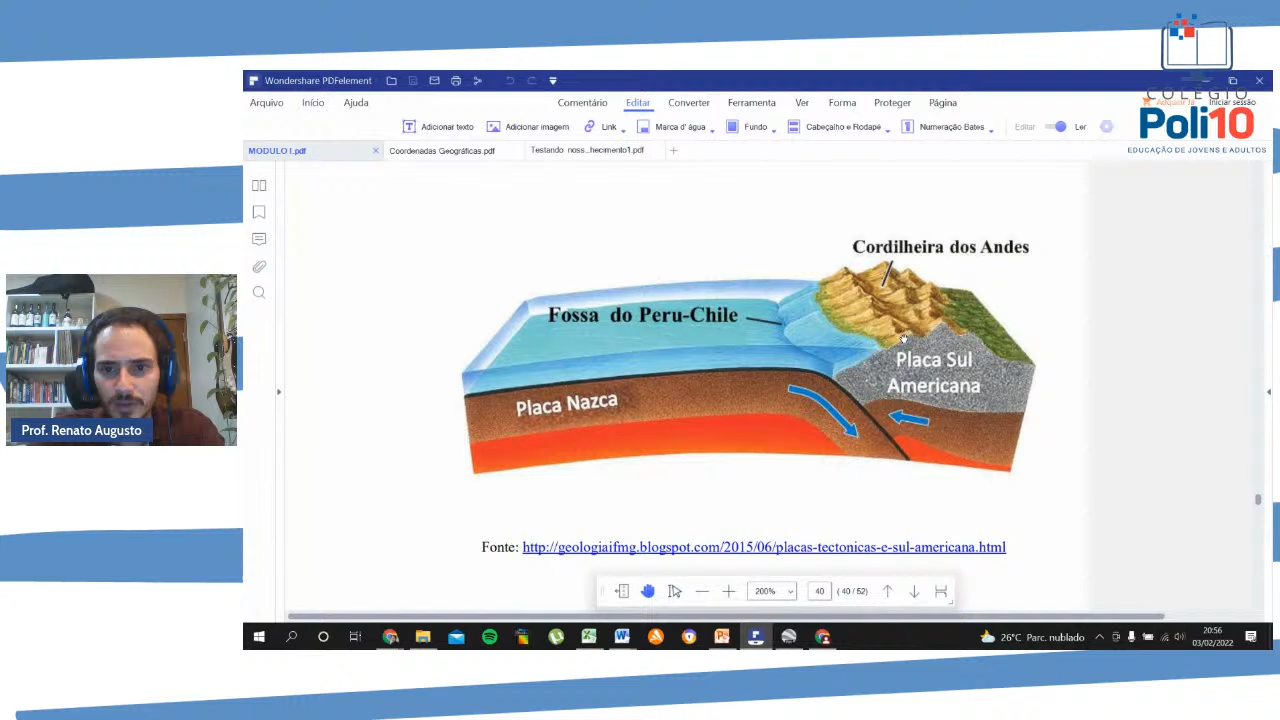 COLÉGIO
Poli10
EDUCAÇÃO DE JOVENS E ADULTOS
Wondershare PDFelement
Arquivo Início Ajuda Comentário Editar Converter Ferramenta Ver Forma Proteger Página Iniciar sessão
Adicionar texto Adicionar imagem Link Marca d' água Fundo Cabeçalho e Rodapé Numeração Bates Editar Ler
MODULO I.pdf Coordenadas Geográficas.pdf Testando noss...hecimento1.pdf
Cordilheira dos Andes
Fossa do Peru-Chile
Placa Sul
Americana
Placa Nazca
Prof. Renato Augusto
Fonte: http://geologiaifmg.blogspot.com/2015/06/placas-tectonicas-e-sul-americana.html
200% 40 ( 40 / 52)
26°C Parc. nublado
20:56
03/02/2022